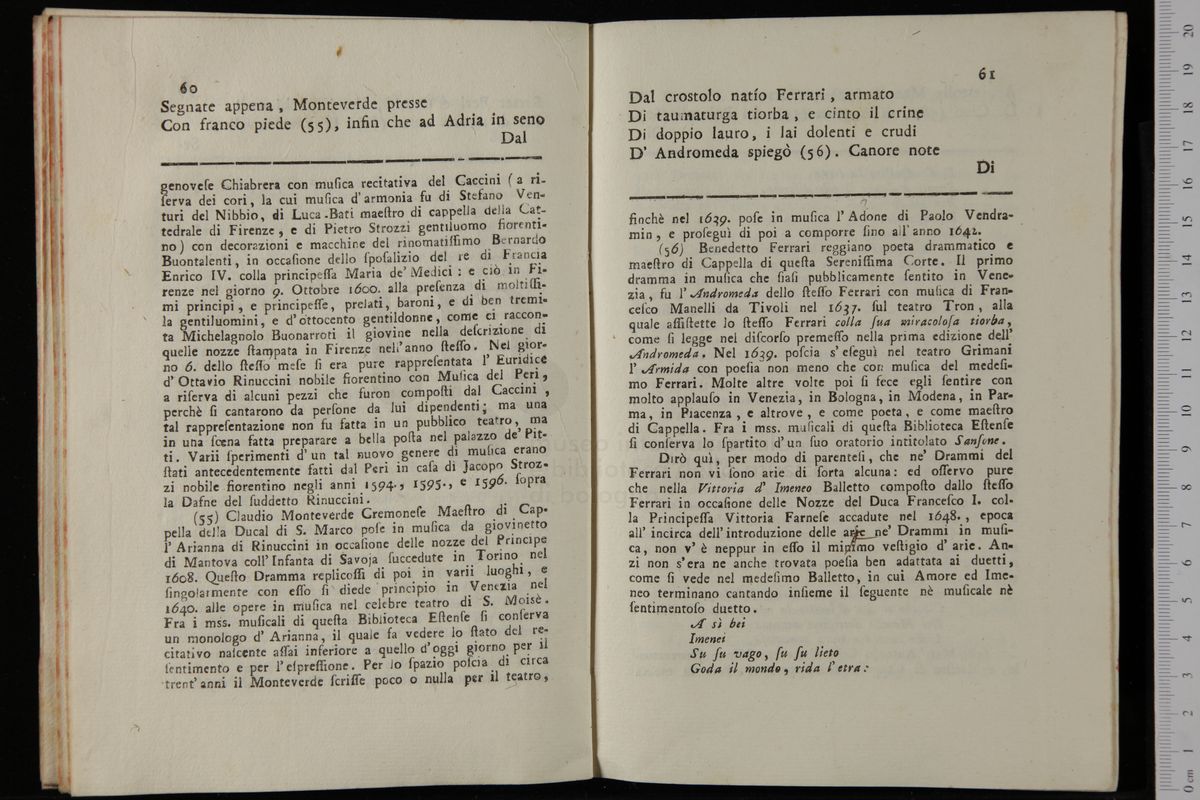 60
Segnate appena, Monteverde presse
Con franco piede (55), infin che ad Adria in seno
Dal
genoveſe Chiabrera con muſica recitativa del Caccini (a ri-
ſerva dei cori, la cui muſica d'armonia fu di Stefano Ven-
turi del Nibbio, di Luca Bati maeſtro di cappella della Cat-
tedrale di Firenze, e di Pietro Strozzi gentiluomo fiorenti-
no) con decorazioni e macchine del rinomatiſſimo Bernardo
Buontalenti, in occaſione dello ſpoſalizio del re di Francia
Enrico IV. colla principeſſa Maria de' Medici: e ciò in Fi-
renze nel giorno 9. Ottobre 1600. alla preſenza di moltiſſi-
mi principi, e principeſſe, prelati, baroni, e di ben tremi-
la gentiluomini, e d'ottocento gentildonne, come ci raccon-
ta Michelagnolo Buonarroti il giovine nella deſcrizione di
quelle nozze ſtampata in Firenze nell'anno ſteſſo. Nel gior-
no 6. dello ſteſſo meſe ſi era pure rappreſentata l' Euridice
d'Ottavio Rinuccini nobile fiorentino con Muſica del Peri,
a riſerva di alcuni pezzi che furon compoſti dal Caccini,
perchè ſi cantarono da perſone da lui dipendenti; ma una
tal rappreſentazione non fu fatta in un pubblico teatro, ma
in una ſcena fatta preparare a bella poſta nel palazzo de' Pit-
ti. Varii ſperimenti d'un tal nuovo genere di muſica erano
ſtati antecedentemente fatti dal Peri in caſa di Jacopo Stroz-
zi nobile fiorentino negli anni 1594., 1595., e 1596. ſopra
la Dafne del ſuddetto Rinuccini.
(55) Claudio Monteverde Cremoneſe Maeſtro di Cap-
pella della Ducal di S. Marco poſe in muſica da giovinetto
l'Arianna di Rinuccini in occaſione delle nozze del Principe
di Mantova coll'Infanta di Savoja ſuccedute in Torino nel
1608. Queſto Dramma replicoſſi di poi in varii luoghi, e
ſingolarmente con eſſo ſi diede principio in Venezia nel
1640. alle opere in muſica nel celebre teatro di S. Moisè.
Fra i mss. muſicali di queſta Biblioteca Eſtenſe ſi conſerva
un monologo d' Arianna, il quale fa vedere lo ſtato del re-
citativo naſcente aſſai inferiore a quello d'oggi giorno per il
ſentimento e per l'eſpreſſione. Per lo ſpazio poſcia di circa
trent'anni il Monteverde ſcriſſe poco o nulla per il teatro,
61
Dal crostolo natío Ferrari, armato
Di taumaturga tiorba, e cinto il crine
Di doppio lauro, i lai dolenti e crudi
D' Andromeda spiegò (56). Canore note
Di
finchè nel 1639. poſe in muſica l'Adone di Paolo Vendra-
min, e proſeguì di poi a comporre ſino all'anno 1642.
(56) Benedetto Ferrari reggiano poeta drammatico e
maeſtro di Cappella di queſta Sereniſſima Corte. Il primo
dramma in muſica che ſiaſi pubblicamente ſentito in Vene-
zia, fu l'Andromeda dello ſteſſo Ferrari con muſica di Fran-
ceſco Manelli da Tivoli nel 1637. ſul teatro Tron, alla
quale aſſiſtette lo ſteſſo Ferrari colla ſua miracoloſa tiorba,
come ſi legge nel diſcorſo premeſſo nella prima edizione dell'
Andromeda. Nel 1639. poſcia s'eſeguì nel teatro Grimani
l'Armida con poeſia non meno che con muſica del medeſi-
mo Ferrari. Molte altre volte poi ſi fece egli ſentire con
molto applauſo in Venezia, in Bologna, in Modena, in Par-
ma, in Piacenza, e altrove, e come poeta, e come maeſtro
di Cappella. Fra i mss. muſicali di queſta Biblioteca Eſtenſe
ſi conſerva lo ſpartito d'un ſuo oratorio intitolato Sanſone.
Dirò quì, per modo di parenteſi, che ne' Drammi del
Ferrari non vi ſono arie di ſorta alcuna: ed oſſervo pure
che nella Vittoria d' Imeneo Balletto compoſto dallo ſteſſo
Ferrari in occaſione delle Nozze del Duca Franceſco I. col-
la Principeſſa Vittoria Farneſe accadute nel 1648., epoca
all' incirca dell'introduzione delle arie ne' Drammi in muſi-
ca, non v' è neppur in eſſo il minimo veſtigio d' arie. An-
zi non s'era ne anche trovata poeſia ben adattata ai duetti,
come ſi vede nel medeſimo Balletto, in cui Amore ed Ime-
neo terminano cantando inſieme il ſeguente nè muſicale nè
ſentimentoſo duetto.
A sì bei
Imenei
Su ſu vago, ſu ſu lieto
Goda il mondo, rida l'etra:
0 cm 1 2 3 4 5 6 7 8 9 10 11 12 13 14 15 16 17 18 19 20